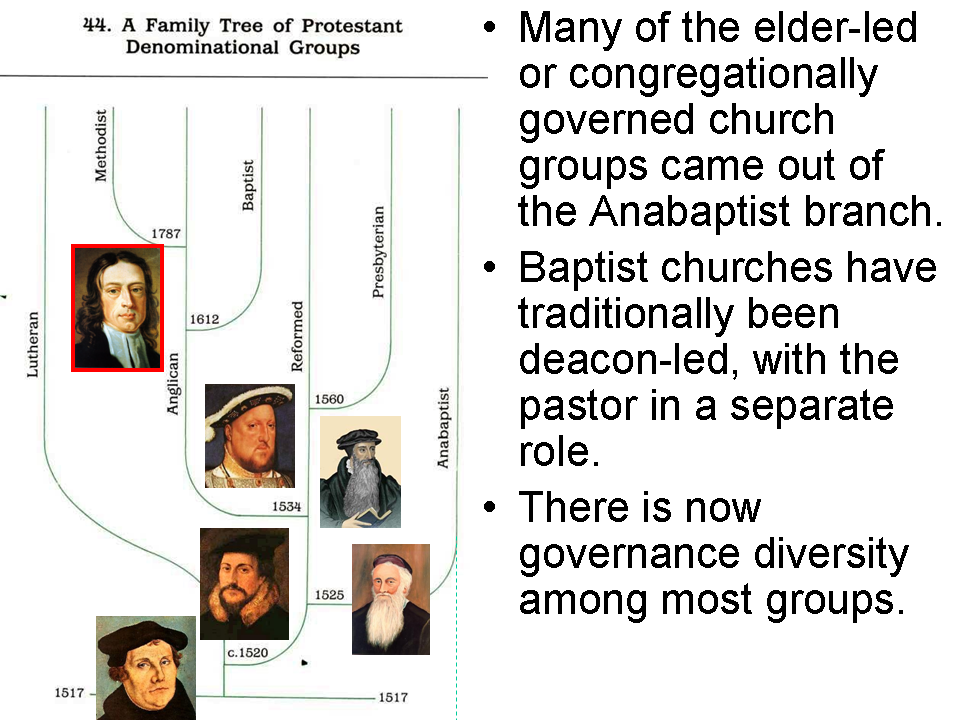 44. A Family Tree of Protestant
Denominational Groups
Methodist
Baptist
1787
Presbyterian
Lutheran
1612
Anglican
Reformed
1560
Anabaptist
1534
1525
c.1520
1517
1517
• Many of the elder-led
or congregationally
governed church
groups came out of
the Anabaptist branch.
• Baptist churches have
traditionally been
deacon-led, with the
pastor in a separate
role.
• There is now
governance diversity
among most groups.